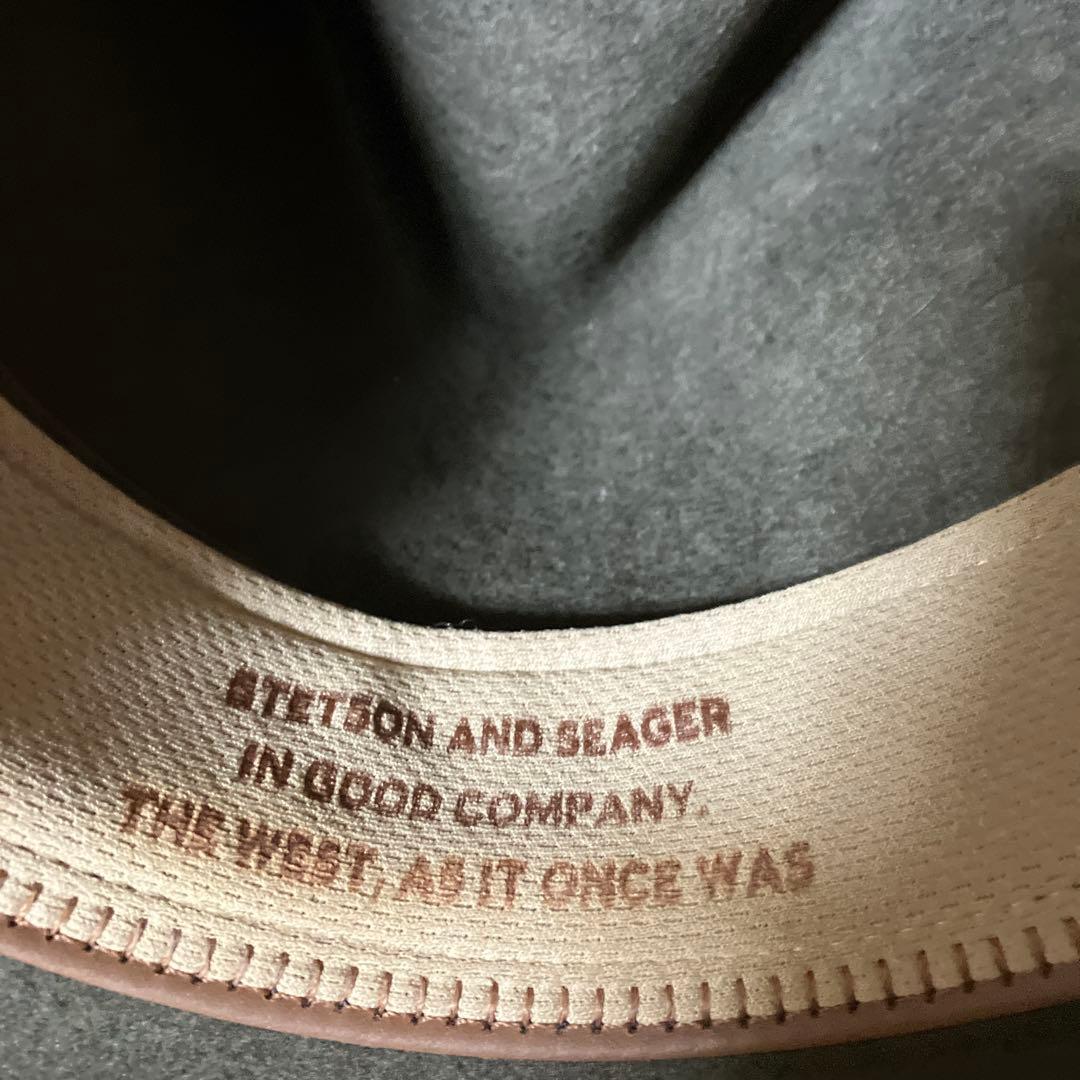 STETSON AND SEAGER
IN GOOD COMPANY.
THE WEST, AS IT ONCE WAS